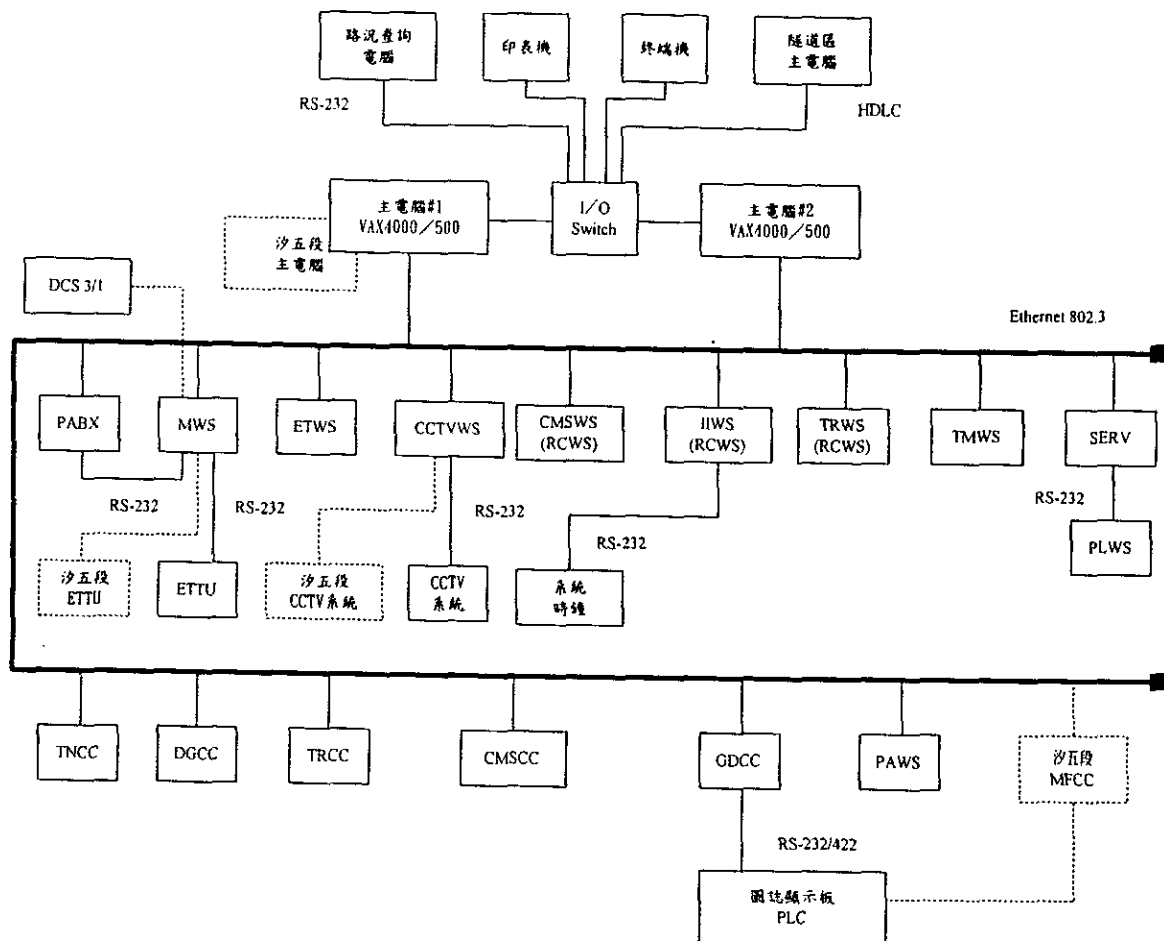 路況查詢
電腦
印表機
終端機
隧道區
主電腦
RS-232
HDLC
主電腦#1
VAX4000／500
I/O
Switch
主電腦#2
VAX4000／500
汐五段
主電腦
DCS 3/1
Ethernet 802.3
PABX
MWS
ETWS
CCTVWS
CMSWS
(RCWS)
IIWS
(RCWS)
TRWS
(RCWS)
TMWS
SERV
RS-232
RS-232
RS-232
RS-232
RS-232
汐五段
ETTU
ETTU
汐五段
CCTV系統
CCTV
系統
系統
時鐘
PLWS
TNCC
DGCC
TRCC
CMSCC
GDCC
PAWS
汐五段
MFCC
RS-232/422
圖誌顯示板
PLC